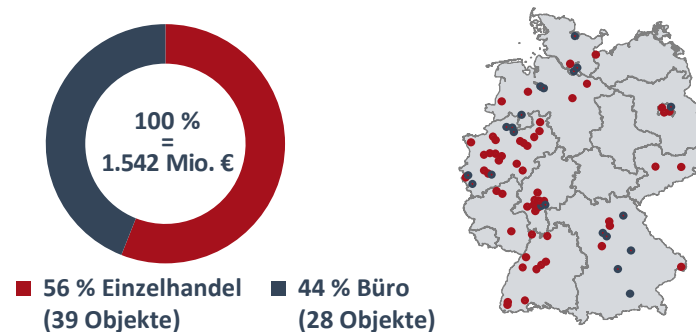 100 %
=
1.542 Mio. €
56 % Einzelhandel
(39 Objekte)
44 % Büro
(28 Objekte)